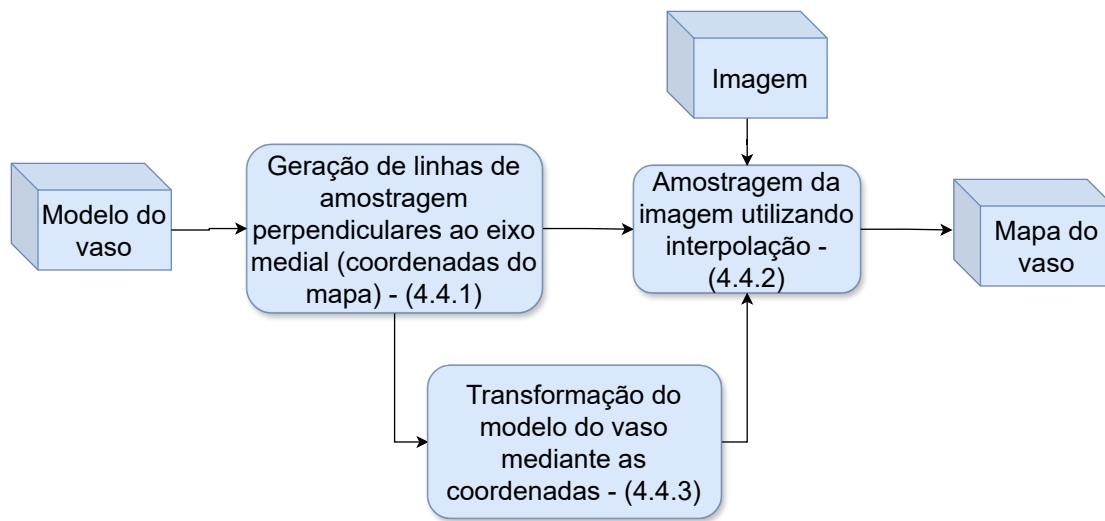 Imagem
Modelo do
vaso
Geração de linhas de
amostragem
perpendiculares ao eixo
medial (coordenadas do
mapa) - (4.4.1)
Amostragem da
imagem utilizando
interpolação -
(4.4.2)
Mapa do
vaso
Transformação do
modelo do vaso
mediante as
coordenadas - (4.4.3)